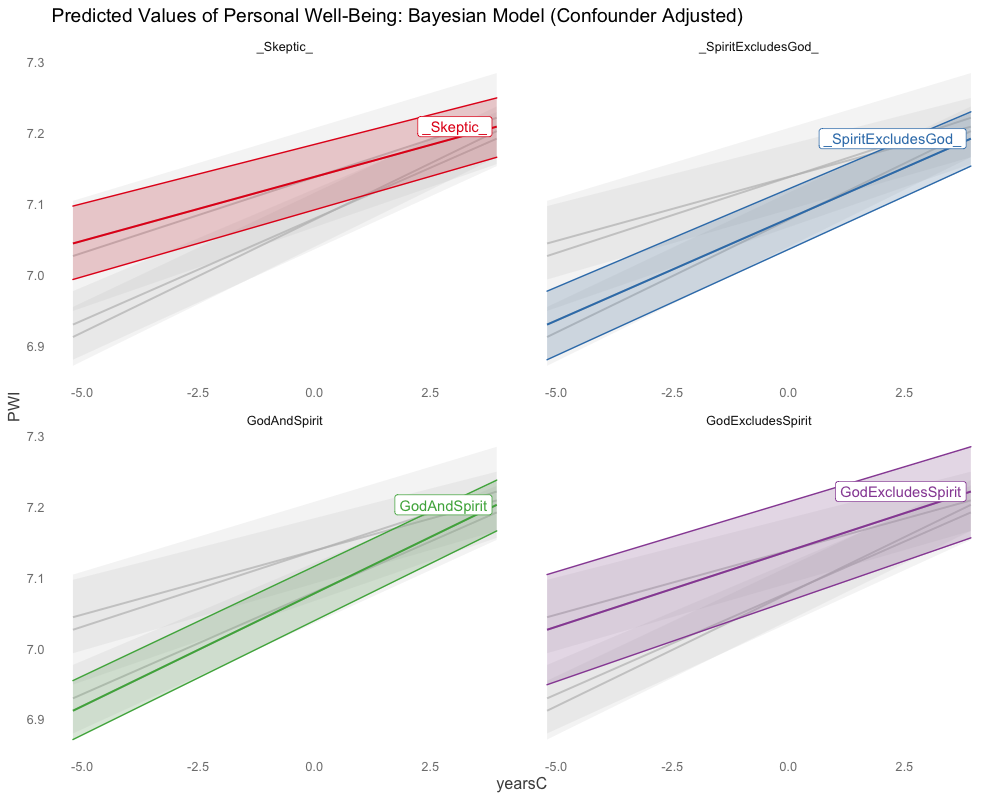 Predicted Values of Personal Well-Being: Bayesian Model (Confounder Adjusted)
_Skeptic_
_SpiritExcludesGod_
7.3
7.2
7.1
7.0
6.9
_Skeptic_
_SpiritExcludesGod_
-5.0 -2.5 0.0 2.5
-5.0 -2.5 0.0 2.5
PWI
GodAndSpirit
GodExcludesSpirit
7.3
7.2
7.1
7.0
6.9
GodAndSpirit
GodExcludesSpirit
-5.0 -2.5 0.0 2.5
-5.0 -2.5 0.0 2.5
yearsC